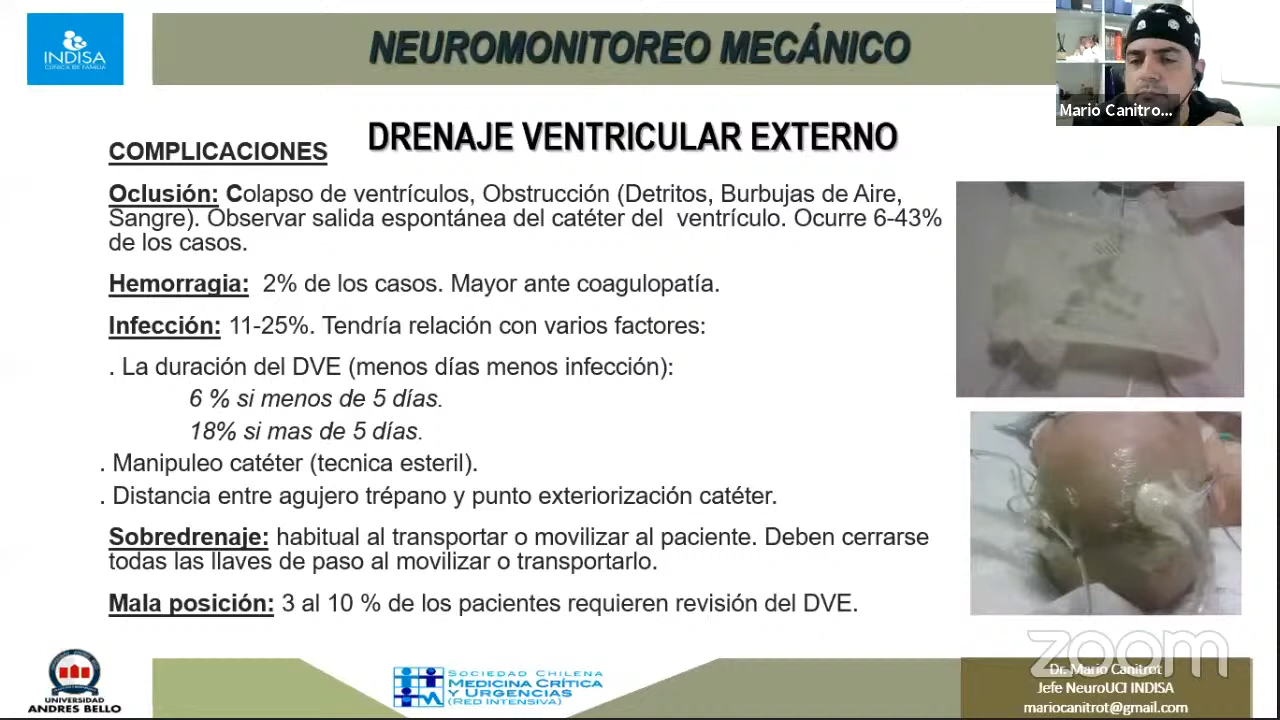 INDISA
CLINICA DE FAMILIA
NEUROMONITOREO MECÁNICO
Mario Canitro...
DRENAJE VENTRICULAR EXTERNO
COMPLICACIONES
Oclusión: Colapso de ventrículos, Obstrucción (Detritos, Burbujas de Aire,
Sangre). Observar salida espontánea del catéter del ventrículo. Ocurre 6-43%
de los casos.
Hemorragia: 2% de los casos. Mayor ante coagulopatía.
Infección: 11-25%. Tendría relación con varios factores:
. La duración del DVE (menos días menos infección):
6 % si menos de 5 días.
18% si mas de 5 días.
. Manipuleo catéter (tecnica esteril).
. Distancia entre agujero trépano y punto exteriorización catéter.
Sobredrenaje: habitual al transportar o movilizar al paciente. Deben cerrarse
todas las llaves de paso al movilizar o transportarlo.
Mala posición: 3 al 10 % de los pacientes requieren revisión del DVE.
UNIVERSIDAD
ANDRES BELLO
SOCIEDAD CHILENA
MEDICINA CRÍTICA
Y URGENCIAS
(RED INTENSIVA)
zoom
Dr. Mario Canitrot
Jefe NeuroUCI INDISA
mariocanitrot@gmail.com